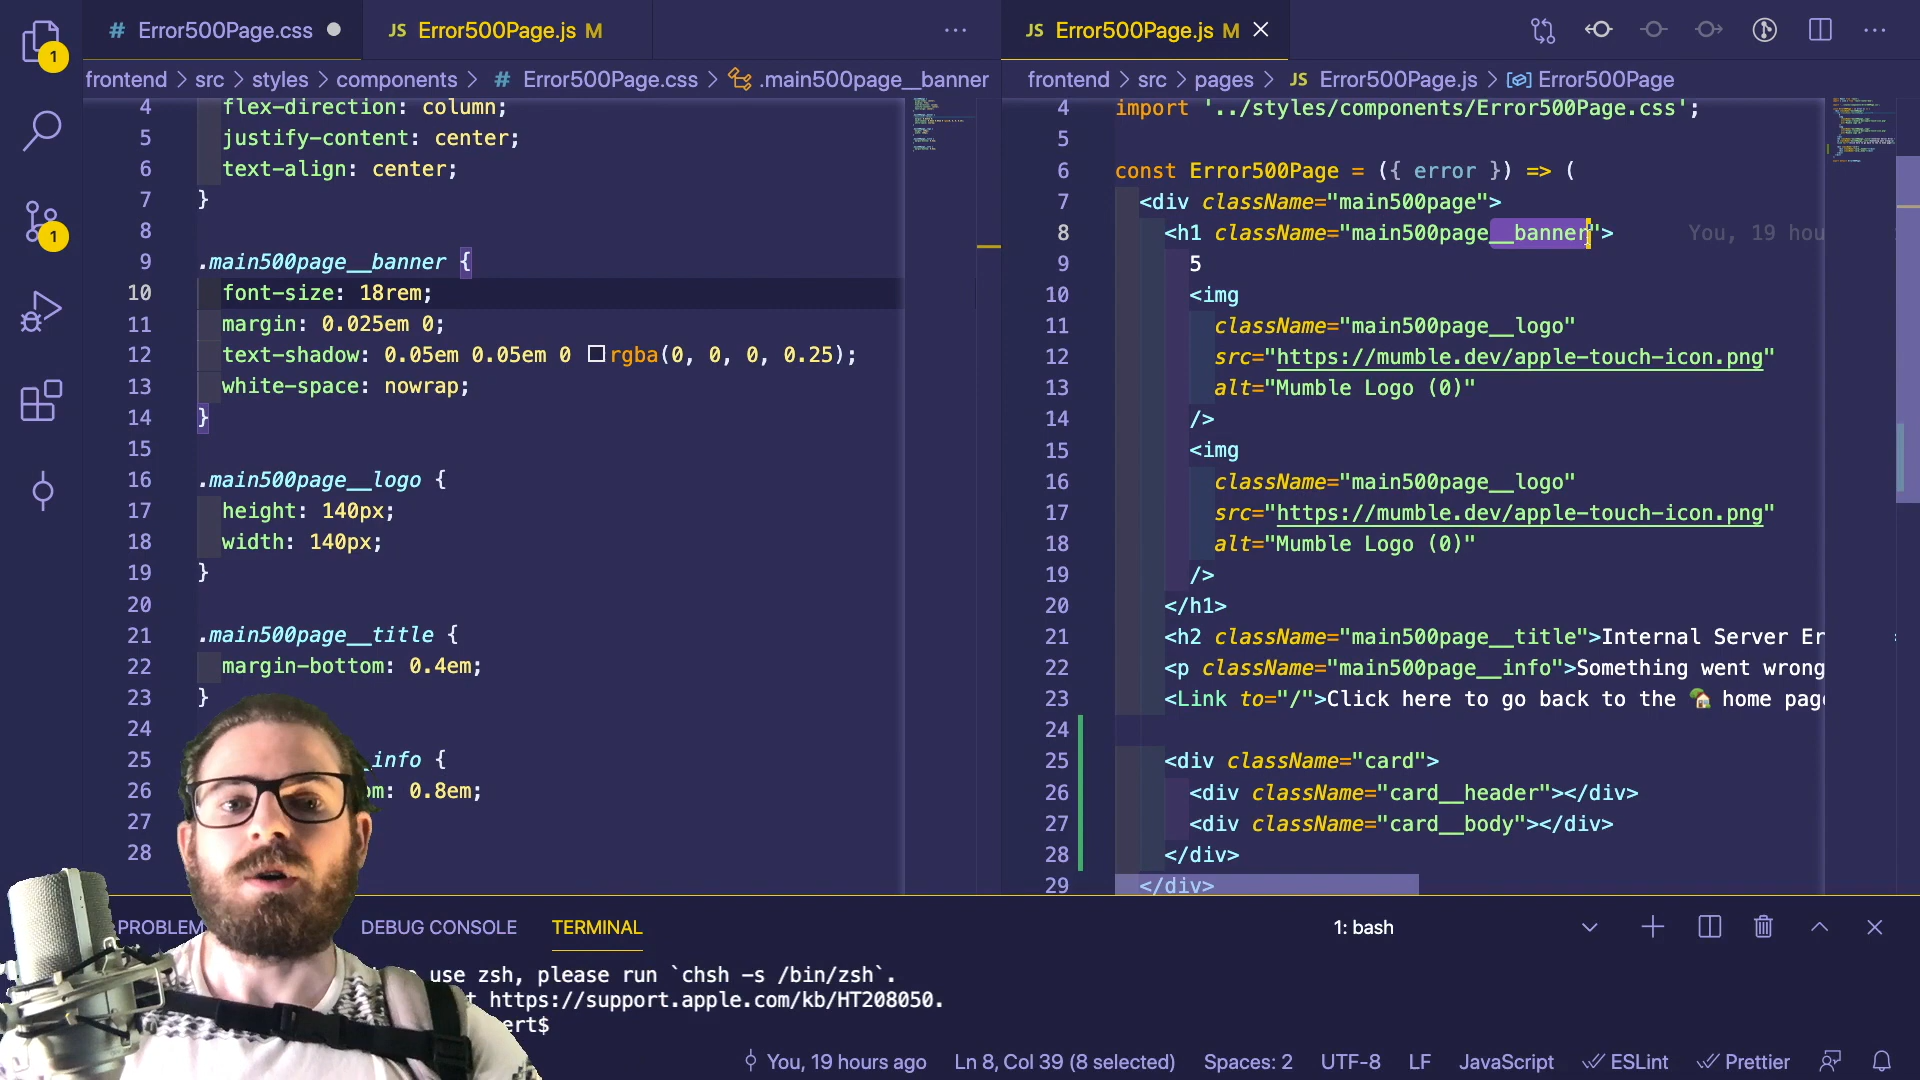 1
1
# Error500Page.css
JS Error500Page.js M
...
frontend > src > styles > components > # Error500Page.css > .main500page__banner
4 flex-direction: column;
5 justify-content: center;
6 text-align: center;
7 }
8
9 .main500page__banner {
10 font-size: 18rem;
11 margin: 0.025em 0;
12 text-shadow: 0.05em 0.05em 0 rgba(0, 0, 0, 0.25);
13 white-space: nowrap;
14 }
15
16 .main500page__logo {
17 height: 140px;
18 width: 140px;
19 }
20
21 .main500page__title {
22 margin-bottom: 0.4em;
23 }
24
25 _info {
26 om: 0.8em;
27
28
JS Error500Page.js M
...
frontend > src > pages > JS Error500Page.js > Error500Page
4 import '../styles/components/Error500Page.css';
5
6 const Error500Page = ({ error }) => (
7 <div className="main500page">
8 <h1 className="main500page__banner"> You, 19 hou
9 5
10 <img
11 className="main500page__logo"
12 src="https://mumble.dev/apple-touch-icon.png"
13 alt="Mumble Logo (0)"
14 />
15 <img
16 className="main500page__logo"
17 src="https://mumble.dev/apple-touch-icon.png"
18 alt="Mumble Logo (0)"
19 />
20 </h1>
21 <h2 className="main500page__title">Internal Server Er
22 <p className="main500page__info">Something went wrong
23 <Link to="/">Click here to go back to the 🏡 home pag
24
25 <div className="card">
26 <div className="card__header"></div>
27 <div className="card__body"></div>
28 </div>
29 </div>
PROBLEM DEBUG CONSOLE TERMINAL 1: bash
use zsh, please run `chsh -s /bin/zsh`.
https://support.apple.com/kb/HT208050.
ert$
You, 19 hours ago Ln 8, Col 39 (8 selected) Spaces: 2 UTF-8 LF JavaScript ESLint Prettier